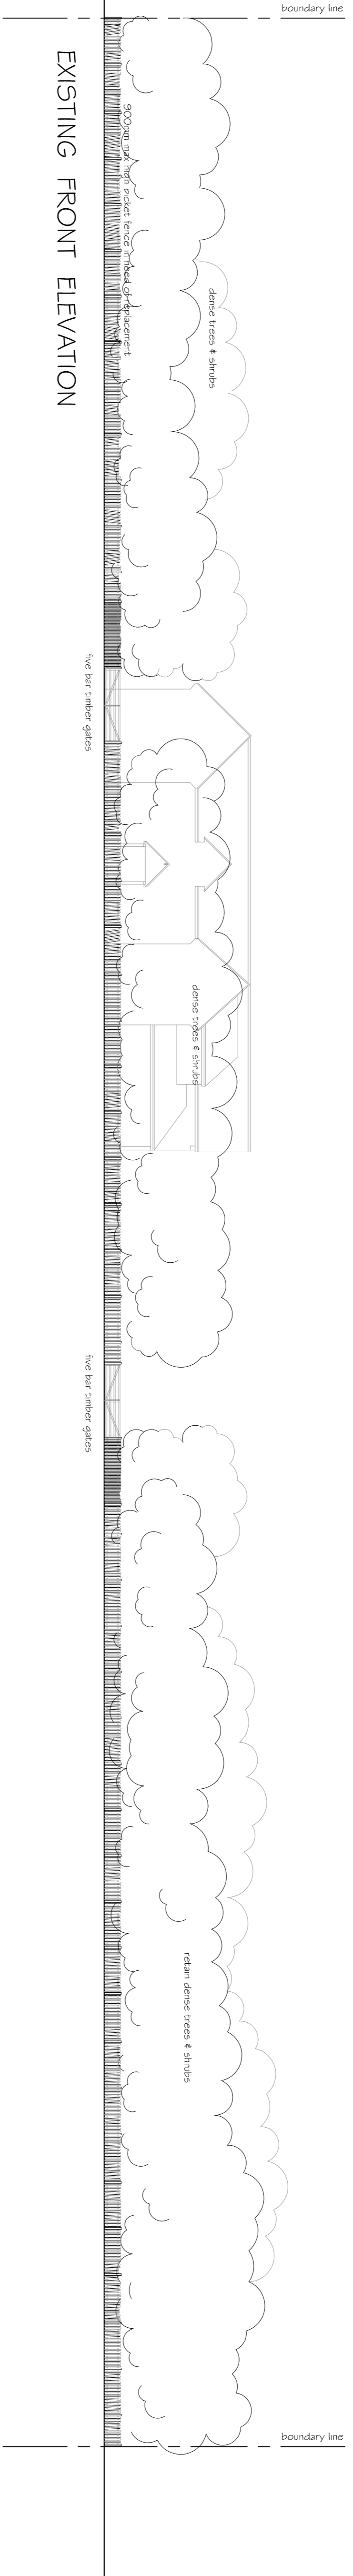 boundary line
EXISTING FRONT ELEVATION
900mm max high picket fence in need of replacement
dense trees & shrubs
five bar timber gates
dense trees & shrubs
five bar timber gates
retain dense trees & shrubs
boundary line